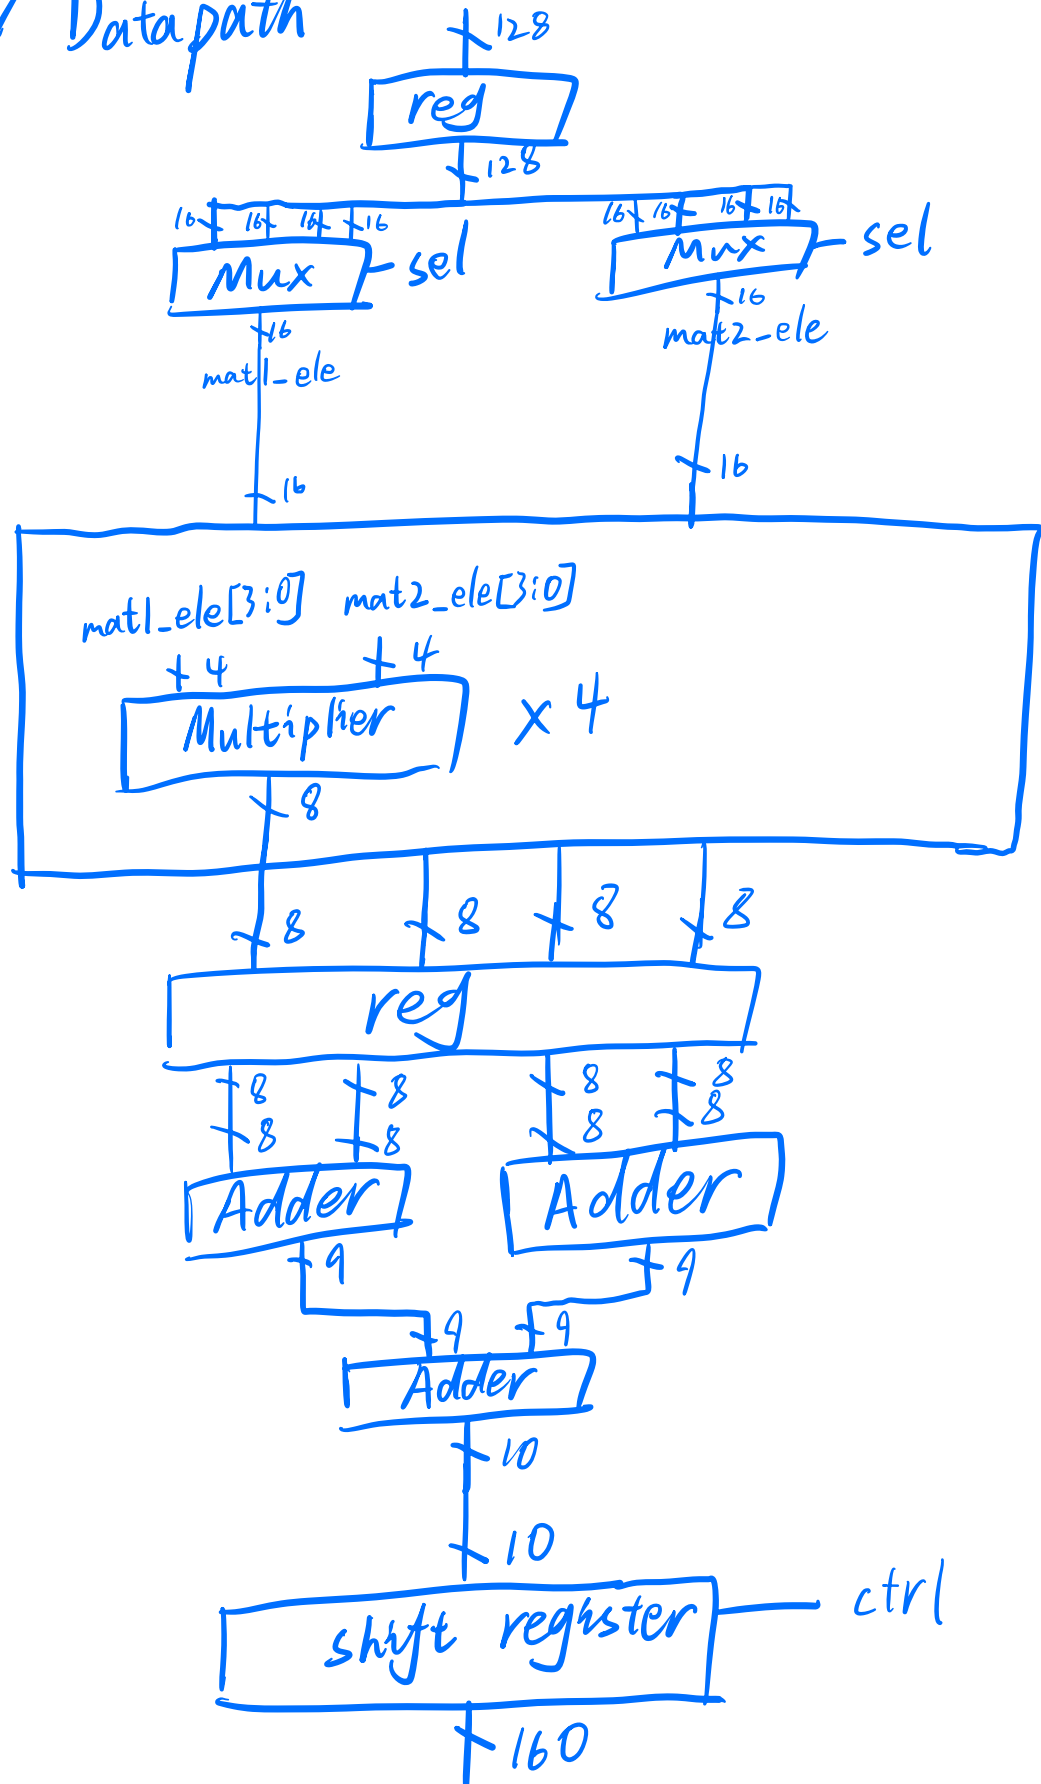 Datapath
128
reg
128
16 16 16 16 16 16 16 16
Mux sel Mux sel
16 16
mat1_ele mat2_ele
16 16
mat1_ele[3:0] mat2_ele[3:0]
4 4
Multiplier x 4
8
8 8 8 8
reg
8 8 8 8
8 8 8 8
Adder Adder
9 9
9 9
Adder
10
10
shift register ctrl
160